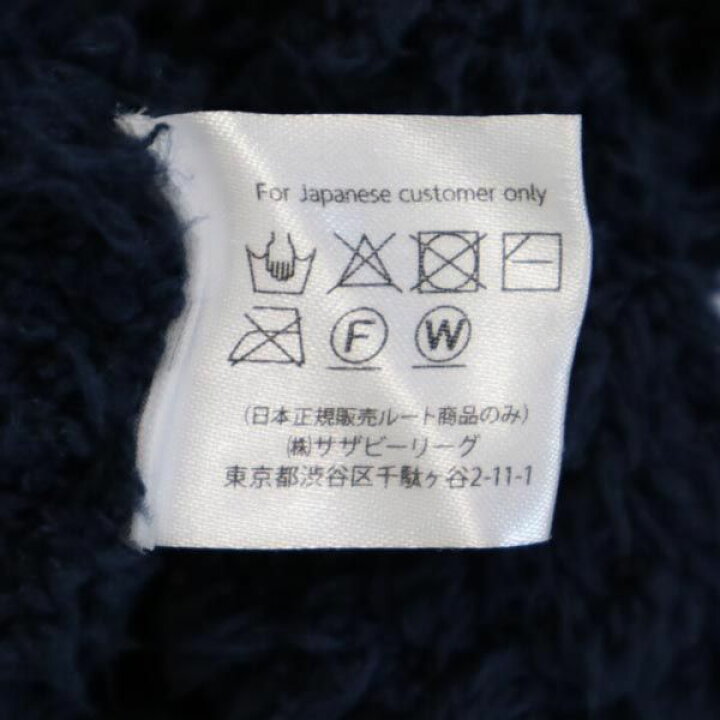 For Japanese customer only
F W
(日本正規販売ルート商品のみ)
㈱サザビーリーグ
東京都渋谷区千駄ヶ谷2-11-1